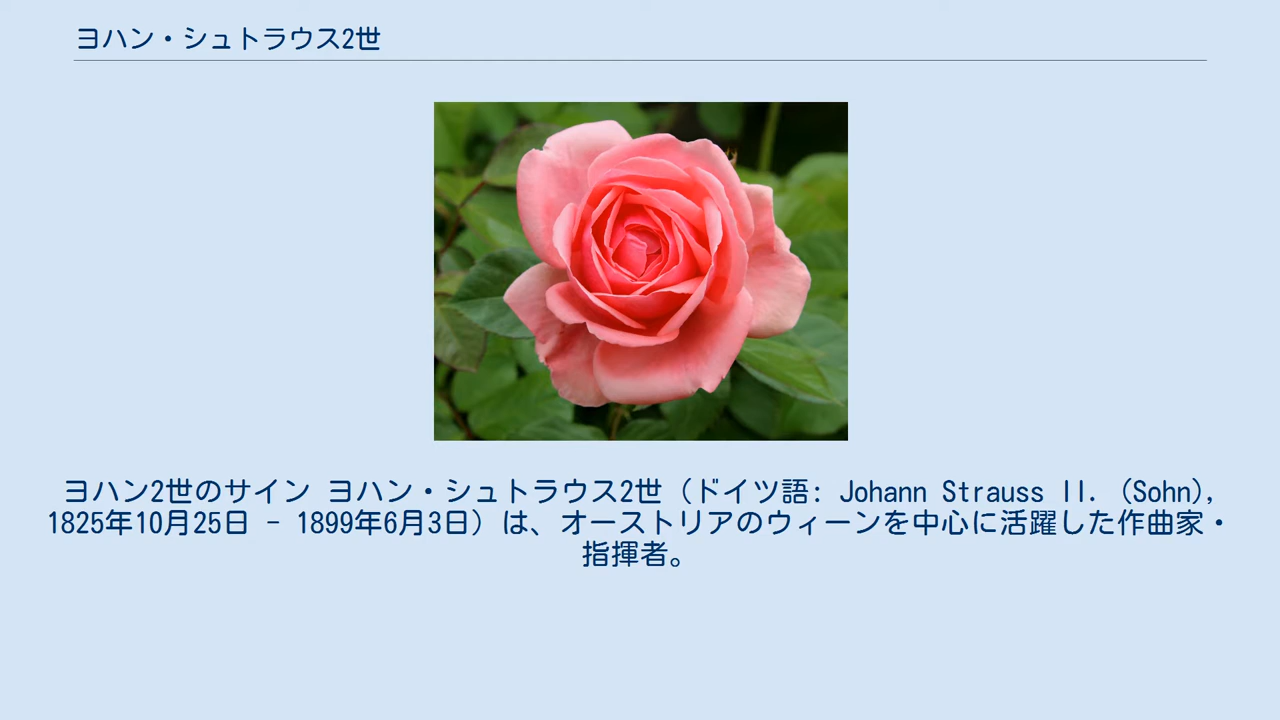 ヨハン・シュトラウス2世
ヨハン2世のサイン ヨハン・シュトラウス2世（ドイツ語: Johann Strauss II. (Sohn),
1825年10月25日 - 1899年6月3日）は、オーストリアのウィーンを中心に活躍した作曲家・
指揮者。